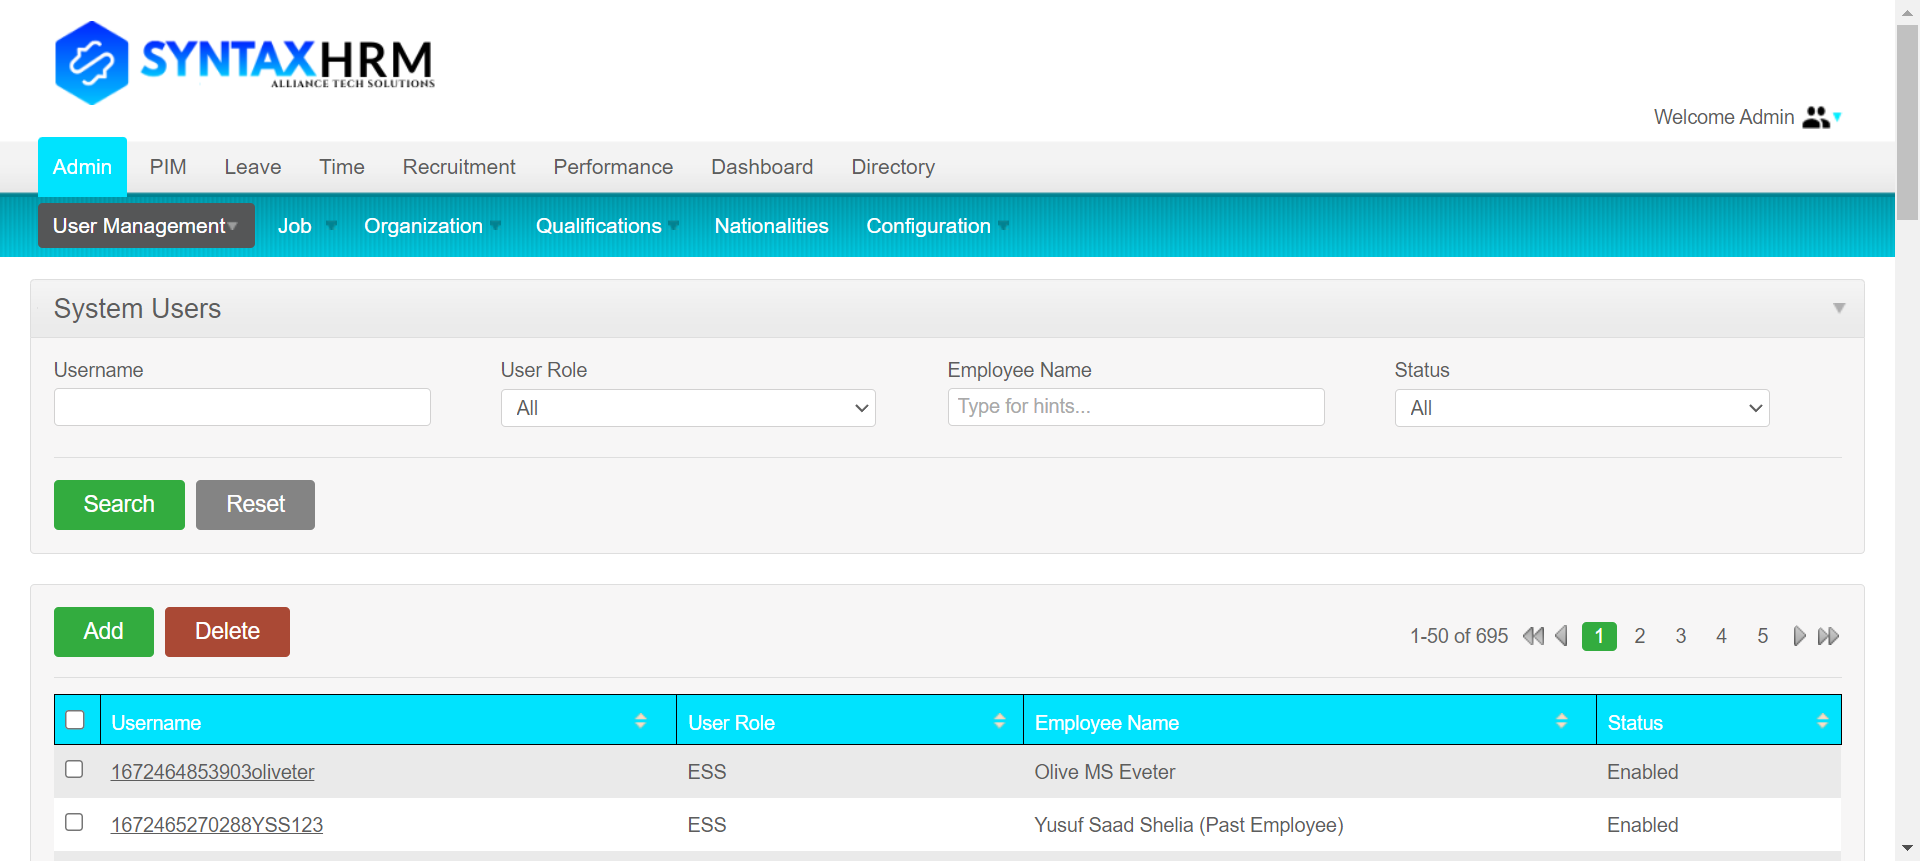 SYNTAXHRM
ALLIANCE TECH SOLUTIONS
Welcome Admin
Admin PIM Leave Time Recruitment Performance Dashboard Directory
User Management Job Organization Qualifications Nationalities Configuration
System Users
Username User Role Employee Name Status
All Type for hints... All
Search Reset
Add Delete 1-50 of 695 1 2 3 4 5
Username User Role Employee Name Status
1672464853903oliveter ESS Olive MS Eveter Enabled
1672465270288YSS123 ESS Yusuf Saad Shelia (Past Employee) Enabled